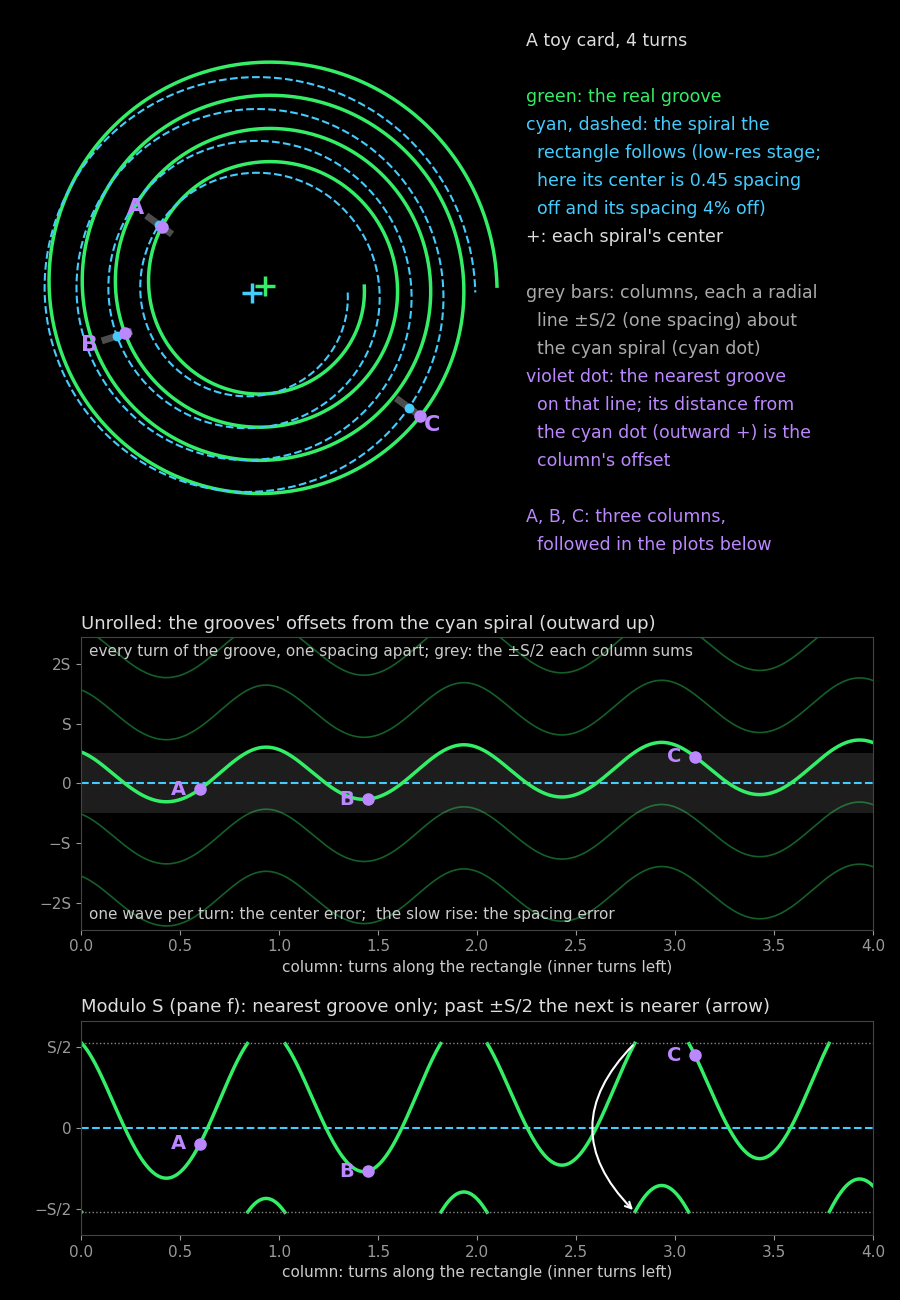 A toy card, 4 turns
green: the real groove
cyan, dashed: the spiral the
rectangle follows (low-res stage;
here its center is 0.45 spacing
off and its spacing 4% off)
+: each spiral's center
grey bars: columns, each a radial
line ±S/2 (one spacing) about
the cyan spiral (cyan dot)
violet dot: the nearest groove
on that line; its distance from
the cyan dot (outward +) is the
column's offset
A, B, C: three columns,
followed in the plots below
A
B
C
Unrolled: the grooves' offsets from the cyan spiral (outward up)
every turn of the groove, one spacing apart; grey: the ±S/2 each column sums
2S
S
0
−S
−2S
A
B
C
one wave per turn: the center error;  the slow rise: the spacing error
0.0 0.5 1.0 1.5 2.0 2.5 3.0 3.5 4.0
column: turns along the rectangle (inner turns left)
Modulo S (pane f): nearest groove only; past ±S/2 the next is nearer (arrow)
S/2
0
−S/2
A
B
C
0.0 0.5 1.0 1.5 2.0 2.5 3.0 3.5 4.0
column: turns along the rectangle (inner turns left)